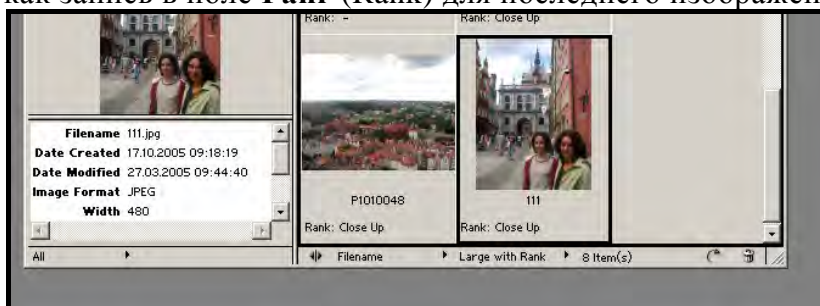 как запись в поле Ранг (Rank) для последнего изображен
Rank: -
Rank: Close Up
Filename 111.jpg
Date Created 17.10.2005 09:18:19
Date Modified 27.03.2005 09:44:40
Image Format JPEG
Width 480
P1010048
111
Rank: Close Up
Rank: Close Up
All
Filename
Large with Rank
8 Item(s)